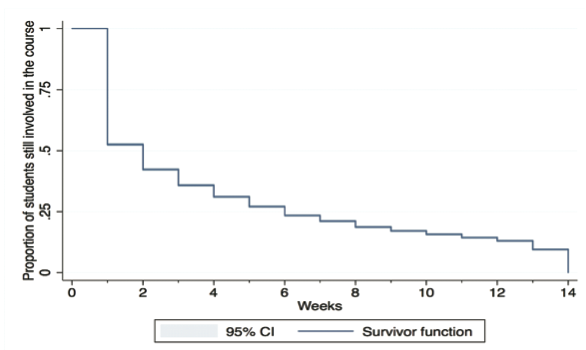 Proportion of students still involved in the course
1
.75
.5
.25
0
0 2 4 6 8 10 12 14
Weeks
95% CI Survivor function